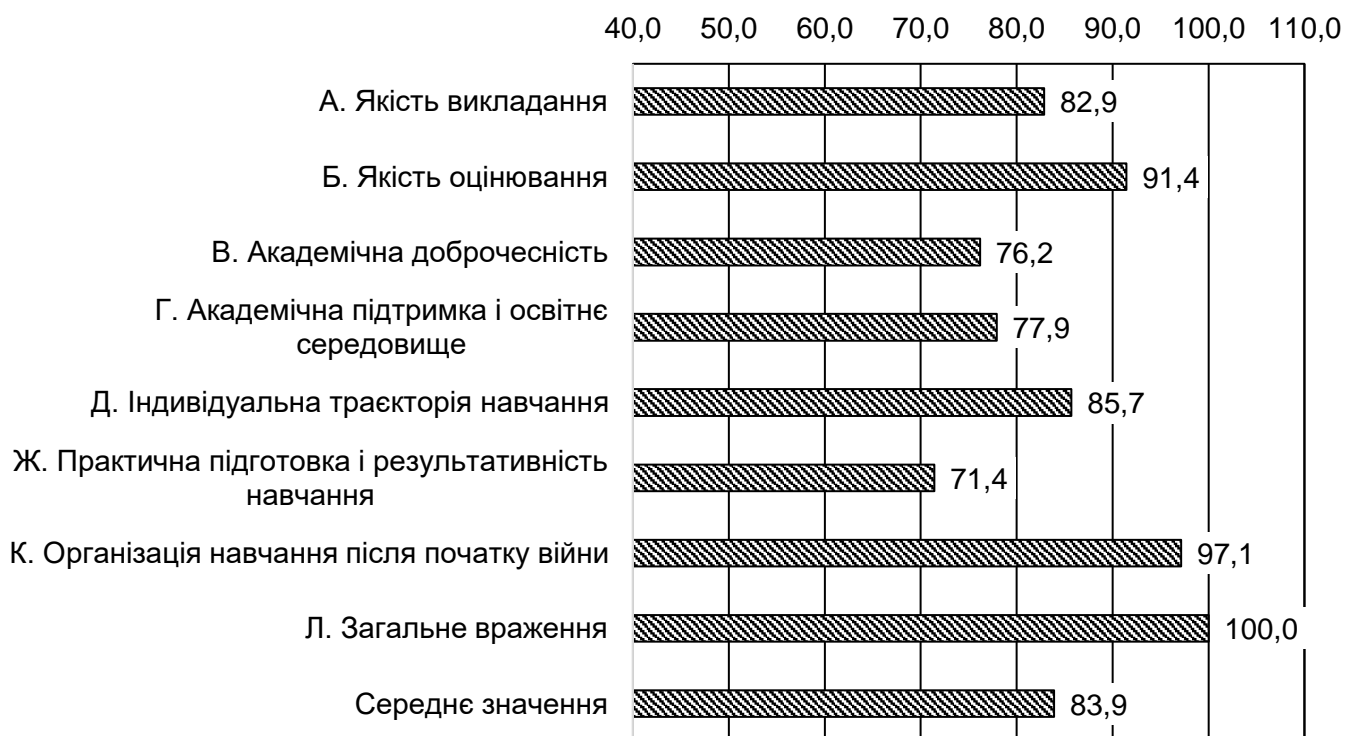 40,0 50,0 60,0 70,0 80,0 90,0 100,0 110,0
А. Якість викладання 82,9
Б. Якість оцінювання 91,4
В. Академічна доброчесність 76,2
Г. Академічна підтримка і освітнє
середовище 77,9
Д. Індивідуальна траєкторія навчання 85,7
Ж. Практична підготовка і результативність
навчання 71,4
К. Організація навчання після початку війни 97,1
Л. Загальне враження 100,0
Середнє значення 83,9